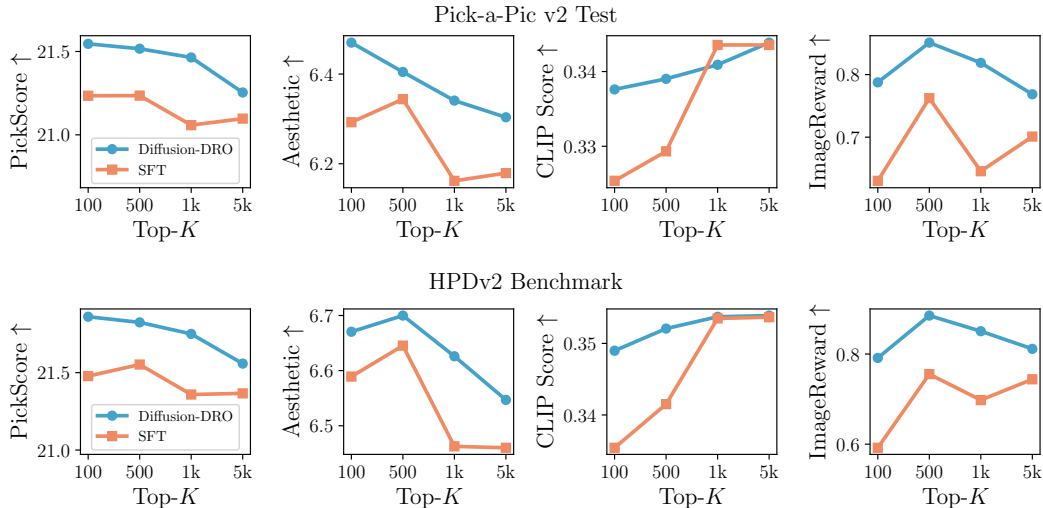 Pick-a-Pic v2 Test
PickScore ↑
21.5
21.0
Diffusion-DRO
SFT
100 500 1k 5k
Top-K
Aesthetic ↑
6.4
6.2
100 500 1k 5k
Top-K
CLIP Score ↑
0.34
0.33
100 500 1k 5k
Top-K
ImageReward ↑
0.8
0.7
100 500 1k 5k
Top-K
HPDv2 Benchmark
PickScore ↑
21.5
21.0
Diffusion-DRO
SFT
100 500 1k 5k
Top-K
Aesthetic ↑
6.7
6.6
6.5
100 500 1k 5k
Top-K
CLIP Score ↑
0.35
0.34
100 500 1k 5k
Top-K
ImageReward ↑
0.8
0.6
100 500 1k 5k
Top-K